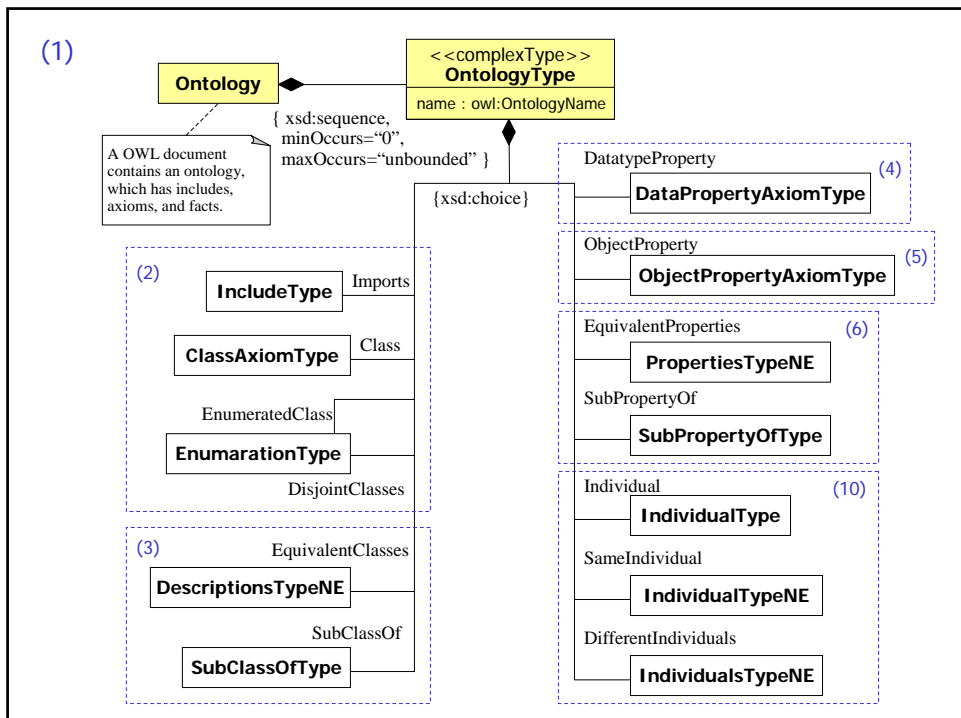 (1)
<<complexType>>
OntologyType
name : owl:OntologyName
Ontology
{ xsd:sequence,
minOccurs=“0”,
maxOccurs=“unbounded” }
A OWL document
contains an ontology,
which has includes,
axioms, and facts.
{xsd:choice}
(2)
Imports
IncludeType
Class
ClassAxiomType
EnumeratedClass
EnumarationType
DisjointClasses
(3)
EquivalentClasses
DescriptionsTypeNE
SubClassOf
SubClassOfType
DatatypeProperty
(4)
DataPropertyAxiomType
ObjectProperty
(5)
ObjectPropertyAxiomType
EquivalentProperties
(6)
PropertiesTypeNE
SubPropertyOf
SubPropertyOfType
Individual
(10)
IndividualType
SameIndividual
IndividualTypeNE
DifferentIndividuals
IndividualsTypeNE